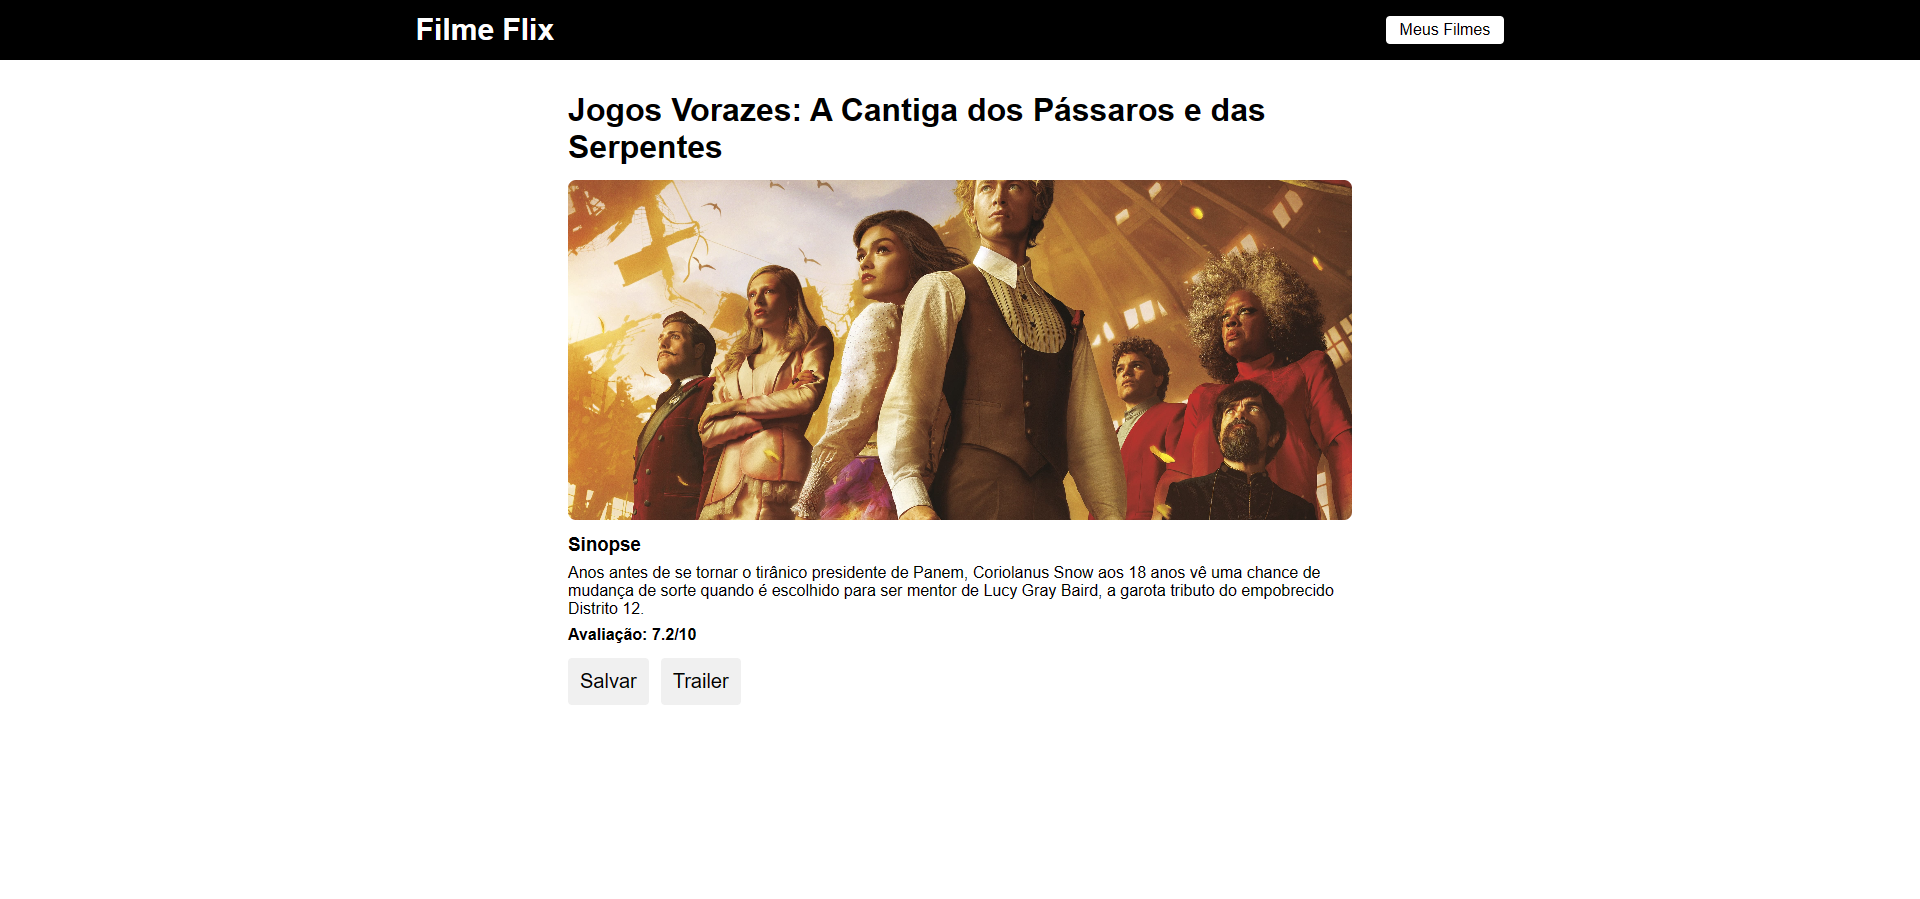 Filme Flix
Meus Filmes
Jogos Vorazes: A Cantiga dos Pássaros e das
Serpentes
Sinopse
Anos antes de se tornar o tirânico presidente de Panem, Coriolanus Snow aos 18 anos vê uma chance de
mudança de sorte quando é escolhido para ser mentor de Lucy Gray Baird, a garota tributo do empobrecido
Distrito 12.
Avaliação: 7.2/10
Salvar
Trailer